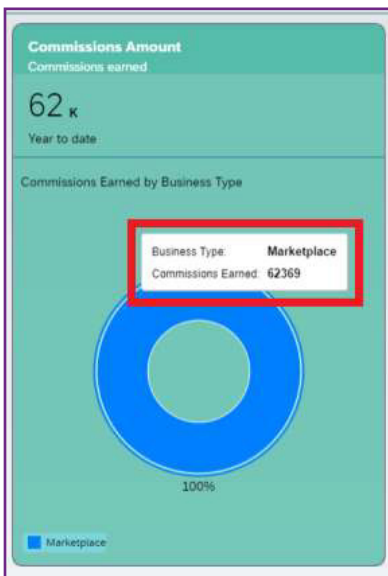 Commissions Amount
Commissions earned
62 K
Year to date
Commissions Earned by Business Type
Business Type: Marketplace
Commissions Earned: 62369
100%
Marketplace